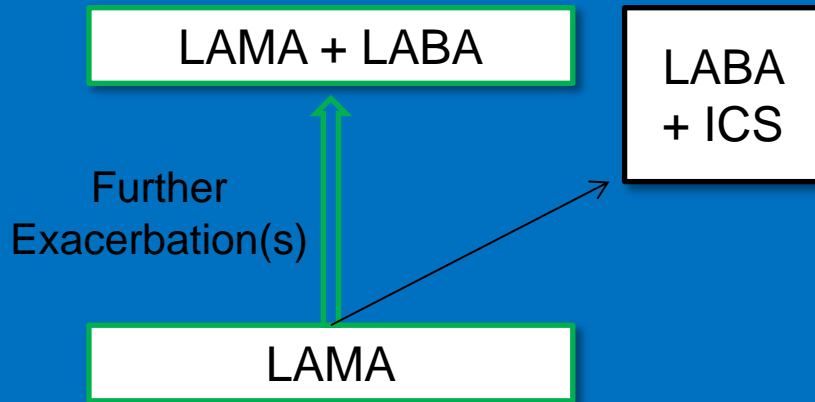 LAMA + LABA
LABA
+ ICS
Further
Exacerbation(s)
LAMA